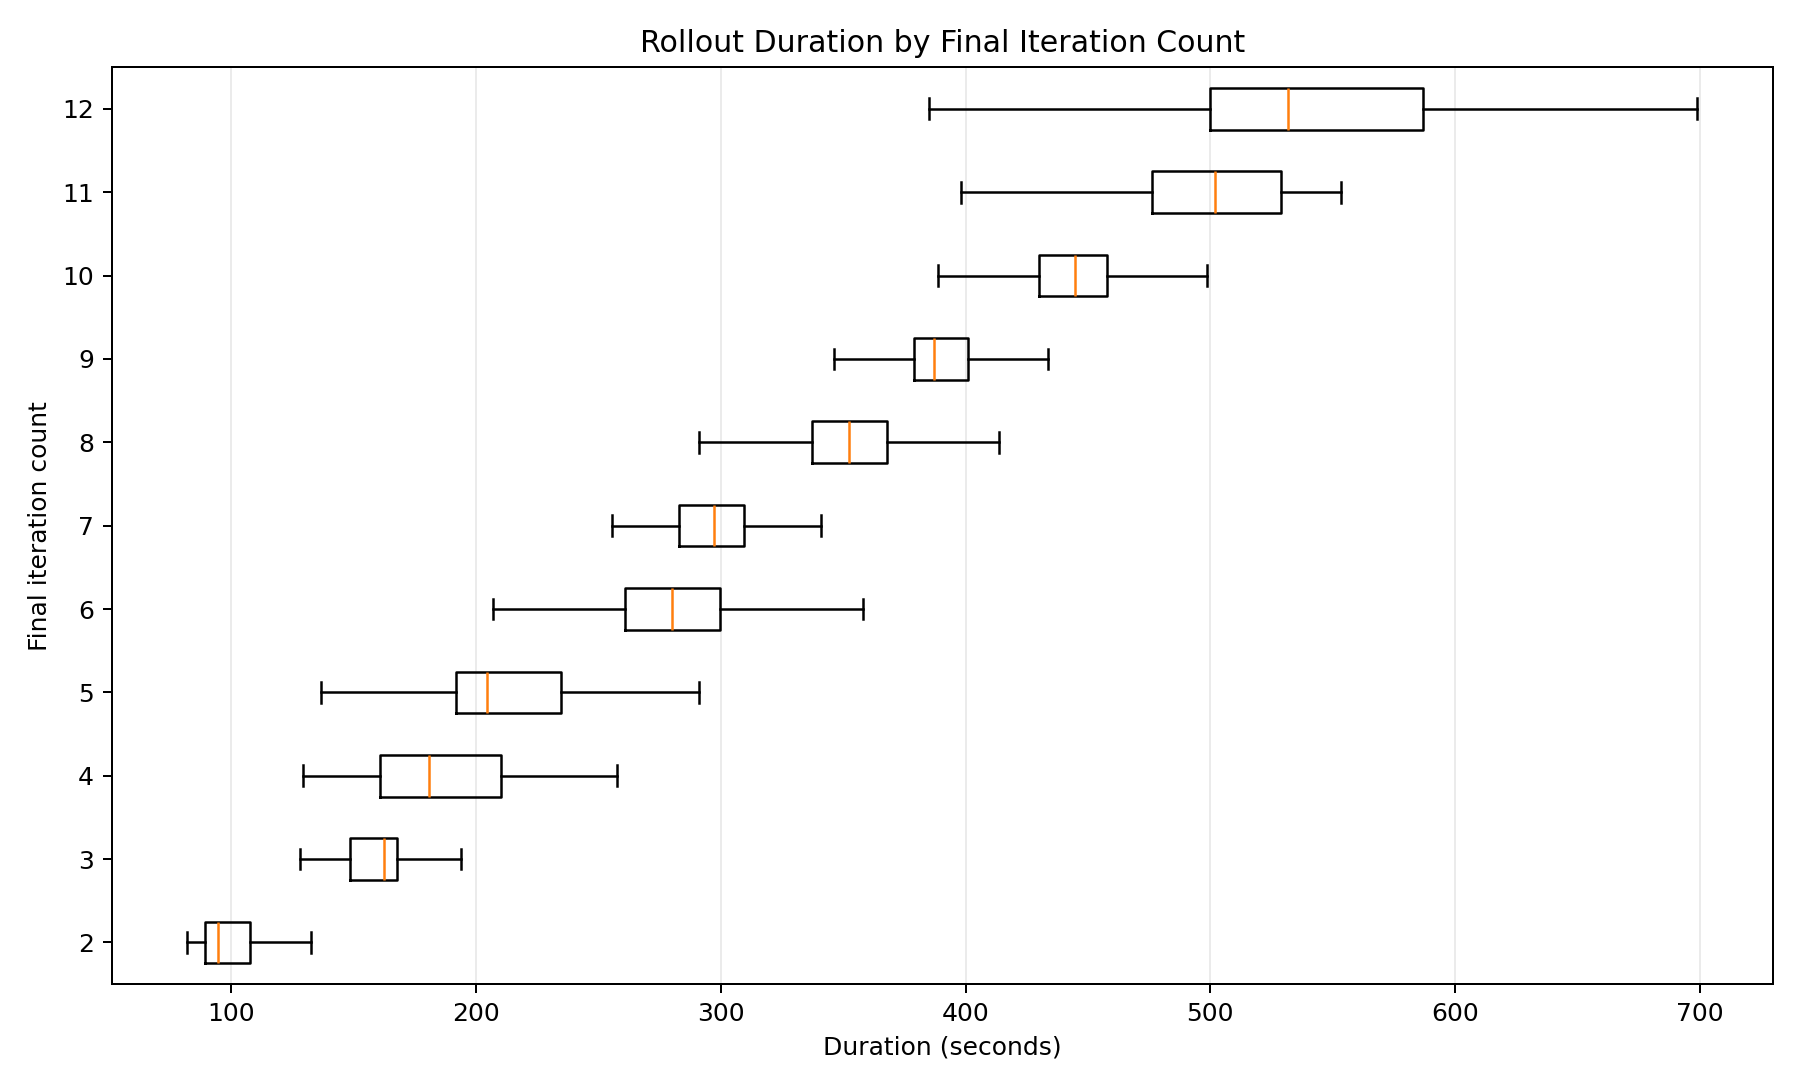 Rollout Duration by Final Iteration Count
12
11
10
9
8
7
6
5
4
3
2
Final iteration count
100 200 300 400 500 600 700
Duration (seconds)